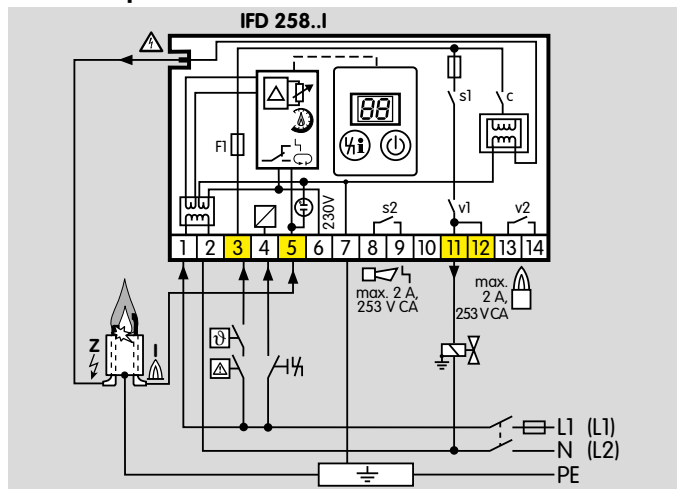 IFD 258..I
88
s1
c
F1
i
230V
s2
v1
v2
1 2 3 4 5 6 7 8 9 10 11 12 13 14
max. 2 A,
253 V CA
max.
2 A,
253 V CA
ϑ
Z
I
L1 (L1)
N (L2)
PE